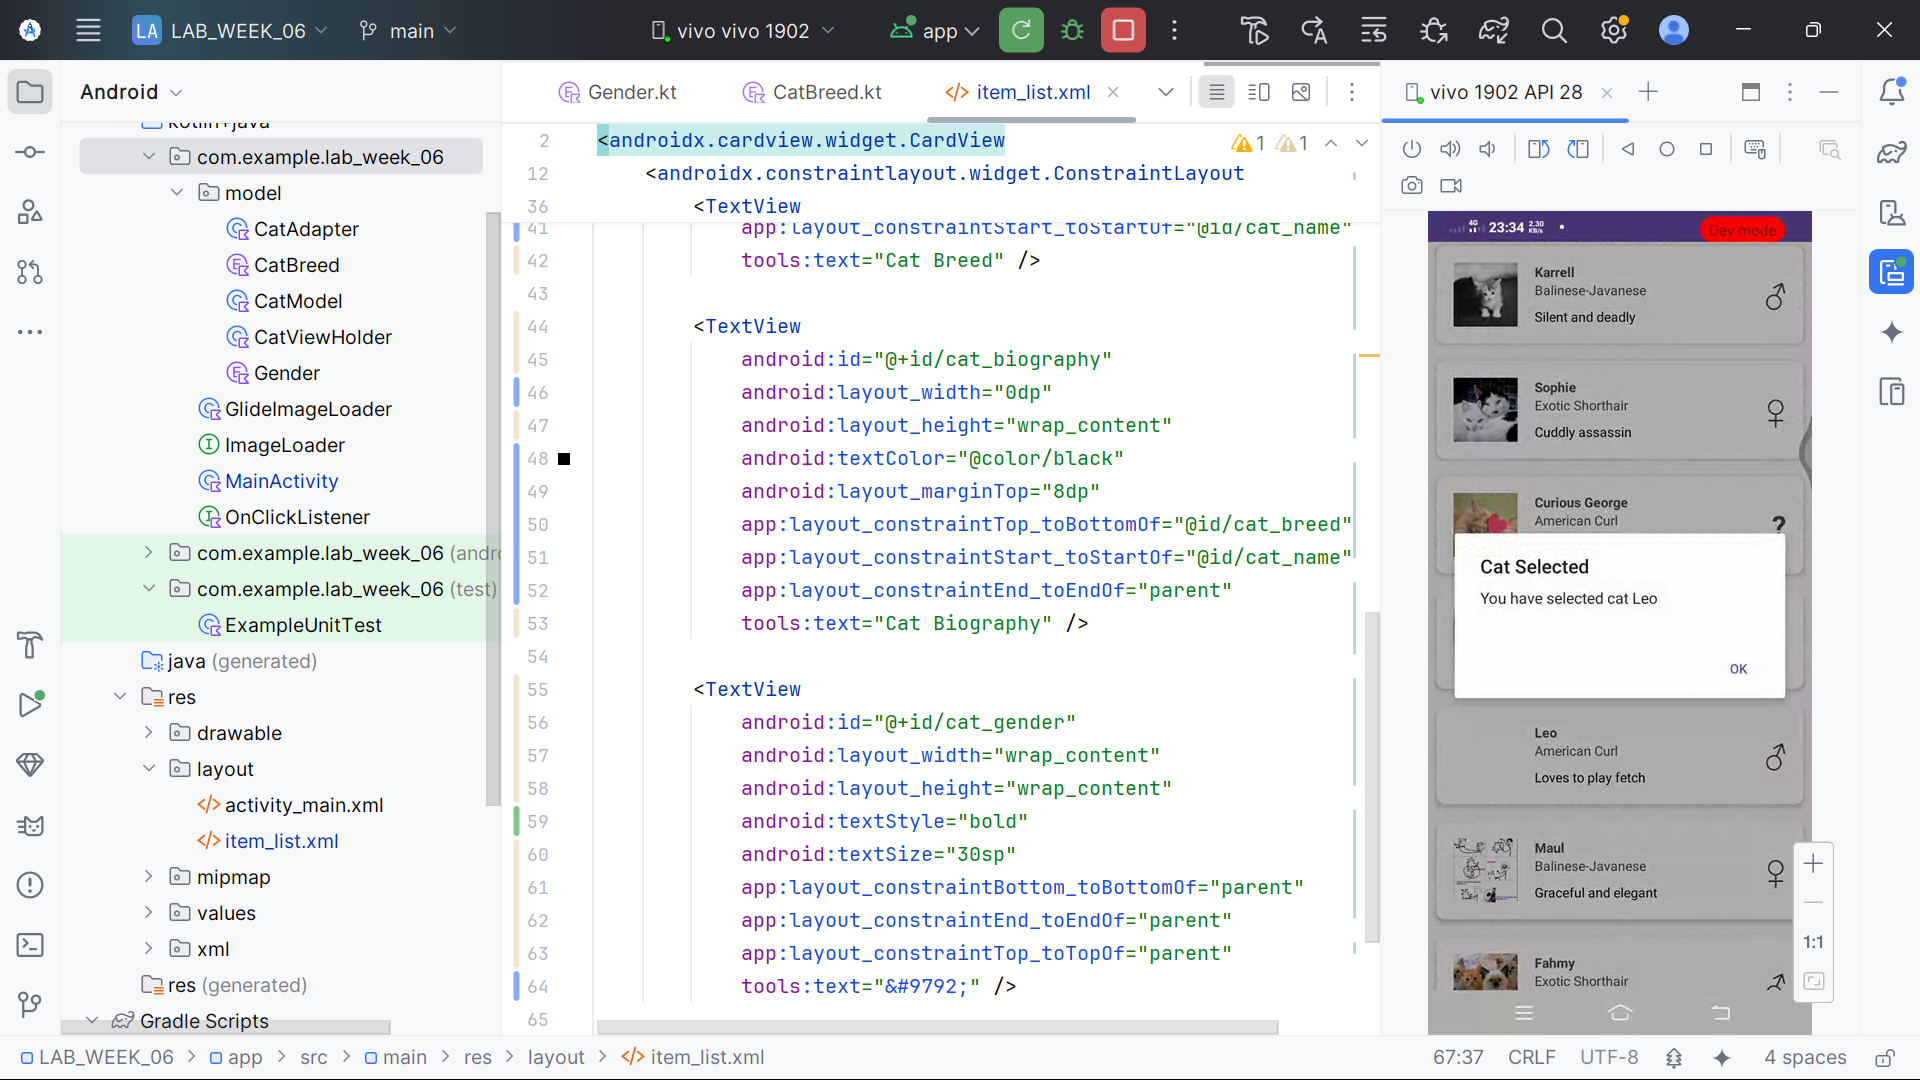 LA LAB_WEEK_06 main vivo vivo 1902 app
Android
kotlin+java
com.example.lab_week_06
model
CatAdapter
CatBreed
CatModel
CatViewHolder
Gender
GlideImageLoader
ImageLoader
MainActivity
OnClickListener
com.example.lab_week_06 (andro
com.example.lab_week_06 (test)
ExampleUnitTest
java (generated)
res
drawable
layout
activity_main.xml
item_list.xml
mipmap
values
xml
res (generated)
Gradle Scripts
Gender.kt CatBreed.kt item_list.xml
2 <androidx.cardview.widget.CardView
1 1
12 <androidx.constraintlayout.widget.ConstraintLayout
36 <TextView
41 app:layout_constraintStart_toStartOf="@id/cat_name"
42 tools:text="Cat Breed" />
43
44 <TextView
45 android:id="@+id/cat_biography"
46 android:layout_width="0dp"
47 android:layout_height="wrap_content"
48 android:textColor="@color/black"
49 android:layout_marginTop="8dp"
50 app:layout_constraintTop_toBottomOf="@id/cat_breed"
51 app:layout_constraintStart_toStartOf="@id/cat_name"
52 app:layout_constraintEnd_toEndOf="parent"
53 tools:text="Cat Biography" />
54
55 <TextView
56 android:id="@+id/cat_gender"
57 android:layout_width="wrap_content"
58 android:layout_height="wrap_content"
59 android:textStyle="bold"
60 android:textSize="30sp"
61 app:layout_constraintBottom_toBottomOf="parent"
62 app:layout_constraintEnd_toEndOf="parent"
63 app:layout_constraintTop_toTopOf="parent"
64 tools:text="&#9792;" />
65
vivo 1902 API 28
4G 23:34 2.30 KB/s Dev mode
Karrell
Balinese-Javanese
♂
Silent and deadly
Sophie
Exotic Shorthair
♀
Cuddly assassin
Curious George
American Curl
?
Cat Selected
You have selected cat Leo
OK
Leo
American Curl
♂
Loves to play fetch
Maul
Balinese-Javanese
♀
Graceful and elegant
Fahmy
Exotic Shorthair
1:1
LAB_WEEK_06 > app > src > main > res > layout > item_list.xml
67:37 CRLF UTF-8 4 spaces